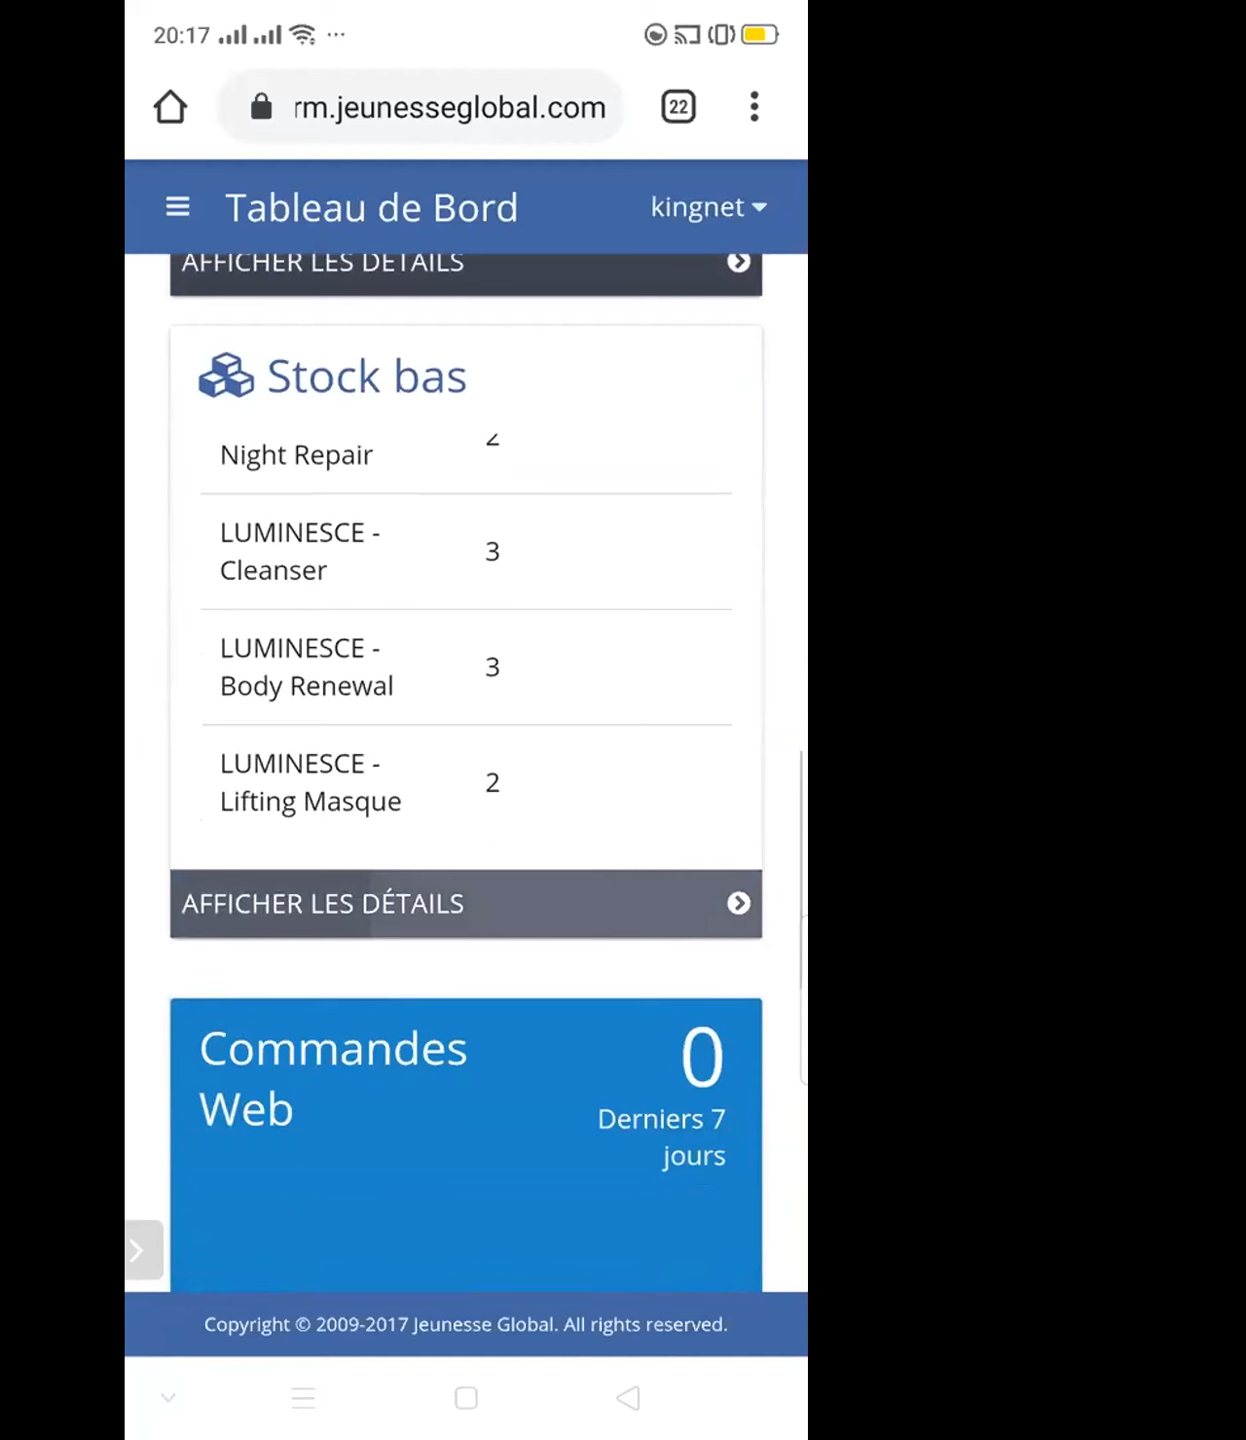 20:17
rm.jeunesseglobal.com
22
Tableau de Bord
kingnet
AFFICHER LES DÉTAILS
Stock bas
Night Repair
2
LUMINESCE -
Cleanser
3
LUMINESCE -
Body Renewal
3
LUMINESCE -
Lifting Masque
2
AFFICHER LES DÉTAILS
Commandes
Web
0
Derniers 7
jours
Copyright © 2009-2017 Jeunesse Global. All rights reserved.